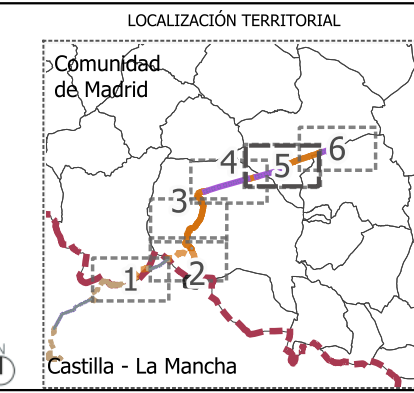 LOCALIZACIÓN TERRITORIAL
Comunidad
de Madrid
4
5
6
3
1
2
N
Castilla - La Mancha